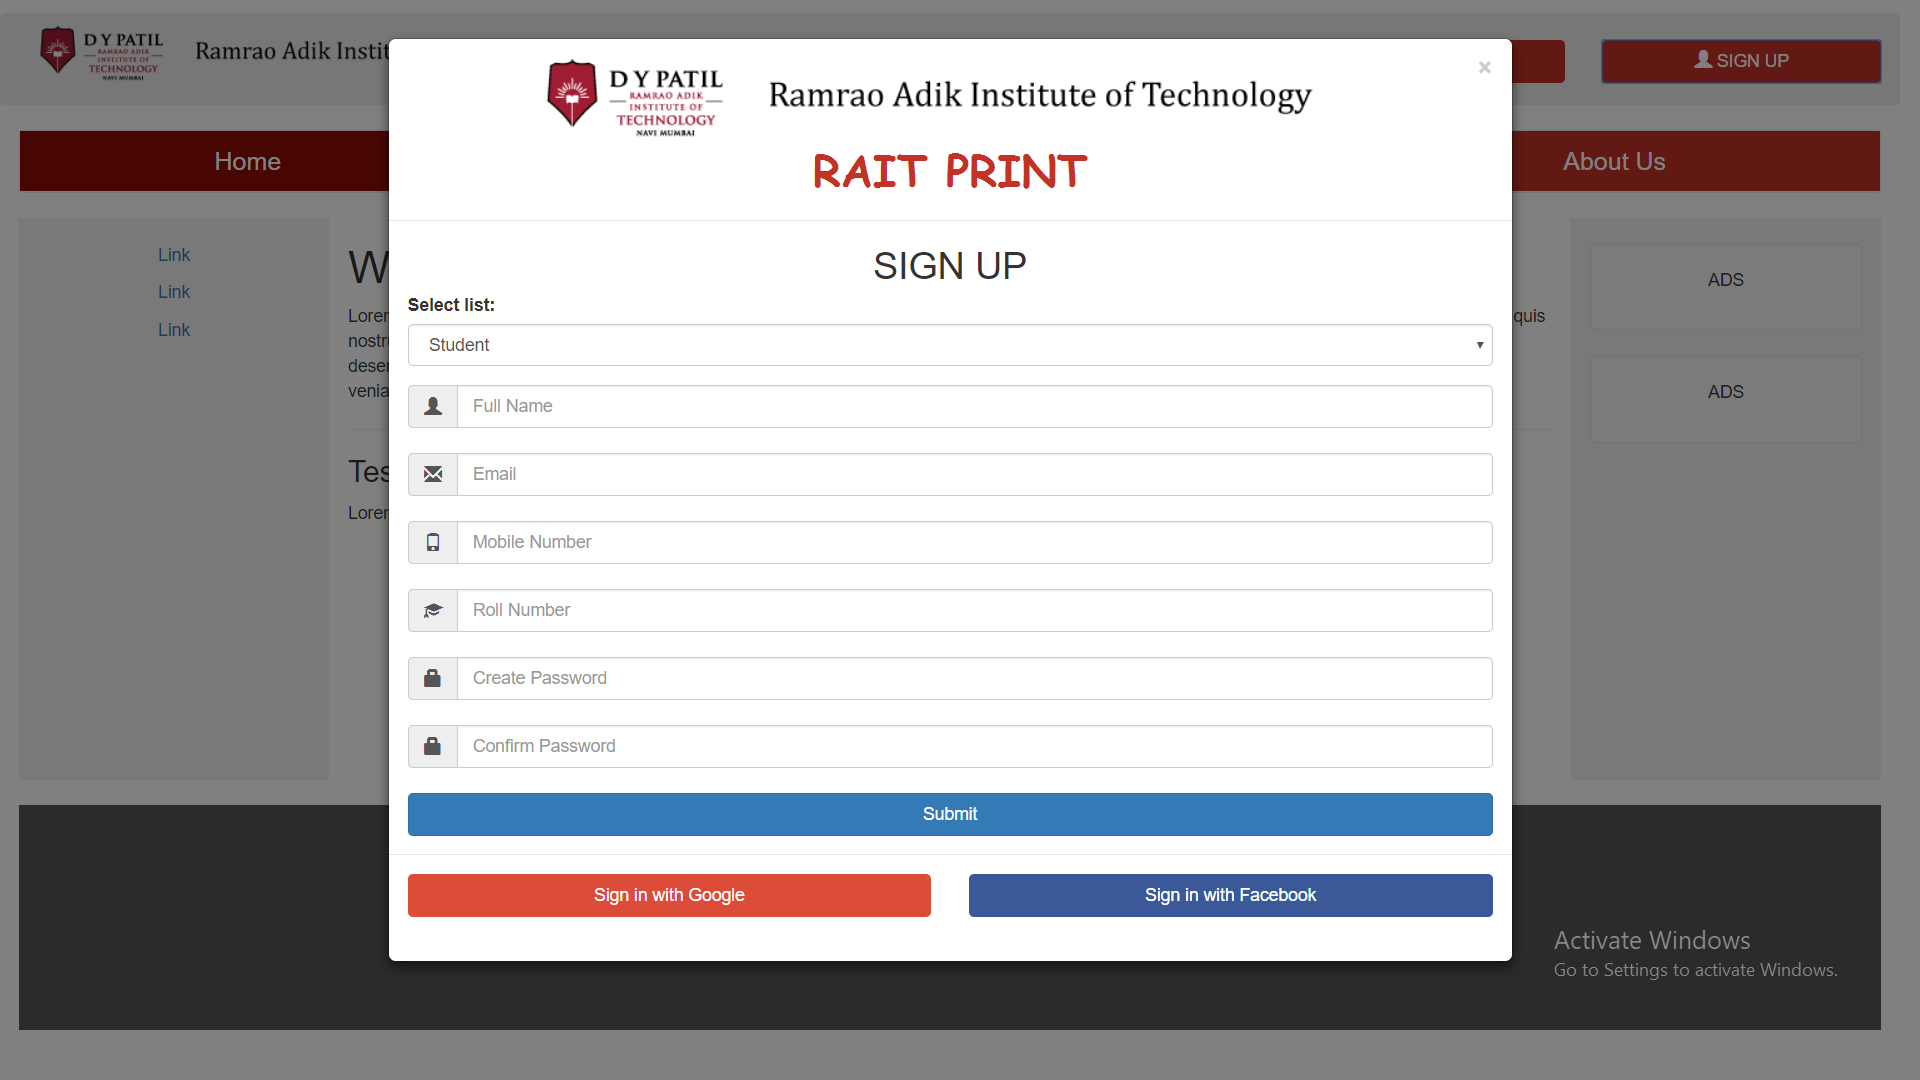 D Y PATIL
RAMRAO ADIK
INSTITUTE OF
TECHNOLOGY
NAVI MUMBAI
Ramrao Adik Instit
SIGN UP
×
D Y PATIL
RAMRAO ADIK
INSTITUTE OF
TECHNOLOGY
NAVI MUMBAI
Ramrao Adik Institute of Technology
RAIT PRINT
Home
About Us
Link
Link
Link
W
Lorer
nostru
deser
venia
quis
Tes
Lorer
ADS
ADS
SIGN UP
Select list:
Student
Full Name
Email
Mobile Number
Roll Number
Create Password
Confirm Password
Submit
Sign in with Google
Sign in with Facebook
Activate Windows
Go to Settings to activate Windows.